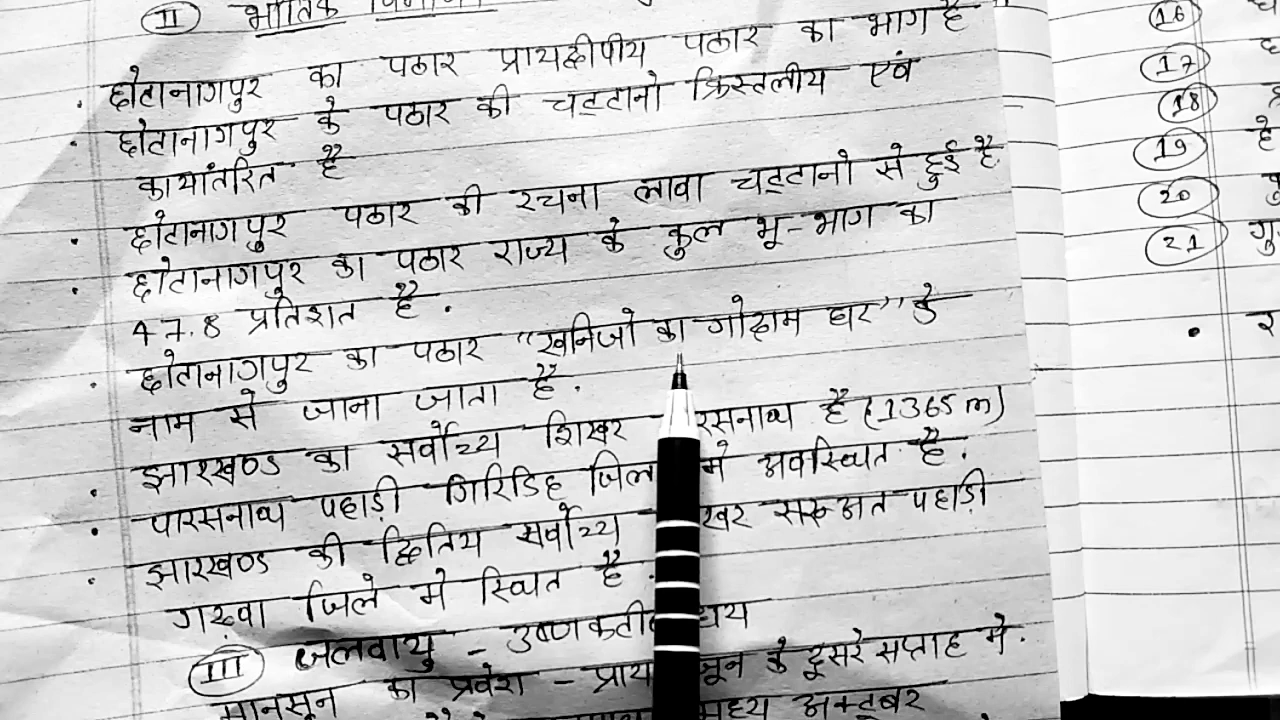 II भौतिक
. छोटानागपुर का पठार प्रायद्वीपीय पठार का भाग है
. छोटानागपुर के पठार की चट्टानो क्रिस्तलीय एवं
कायांतरित है
. छोटानागपुर पठार की रचना लावा चट्टानो से हुई है
. छोटानागपुर का पठार राज्य के कुल भू-भाग का
47.8 प्रतिशत है.
. छोटानागपुर का पठार "खनिजो का गोदाम घर" के
नाम से जाना जाता है.
. झारखण्ड का सर्वोच्य शिखर रसनाथ है (1365 m)
. पारसनाथ पहाड़ी गिरिडिह जिल मे अवस्थित है.
. झारखण्ड की द्वितिय सर्वोच्य खर सरूअत पहाड़ी
गढ़वा जिले मे स्थित है.
III जलवायु - उष्णकटी
मानसून का प्रवेश - प्राय जून के दूसरे सप्ताह मे.
मध्य अक्टूबर
16
17
18
19 हे
20
21 गु